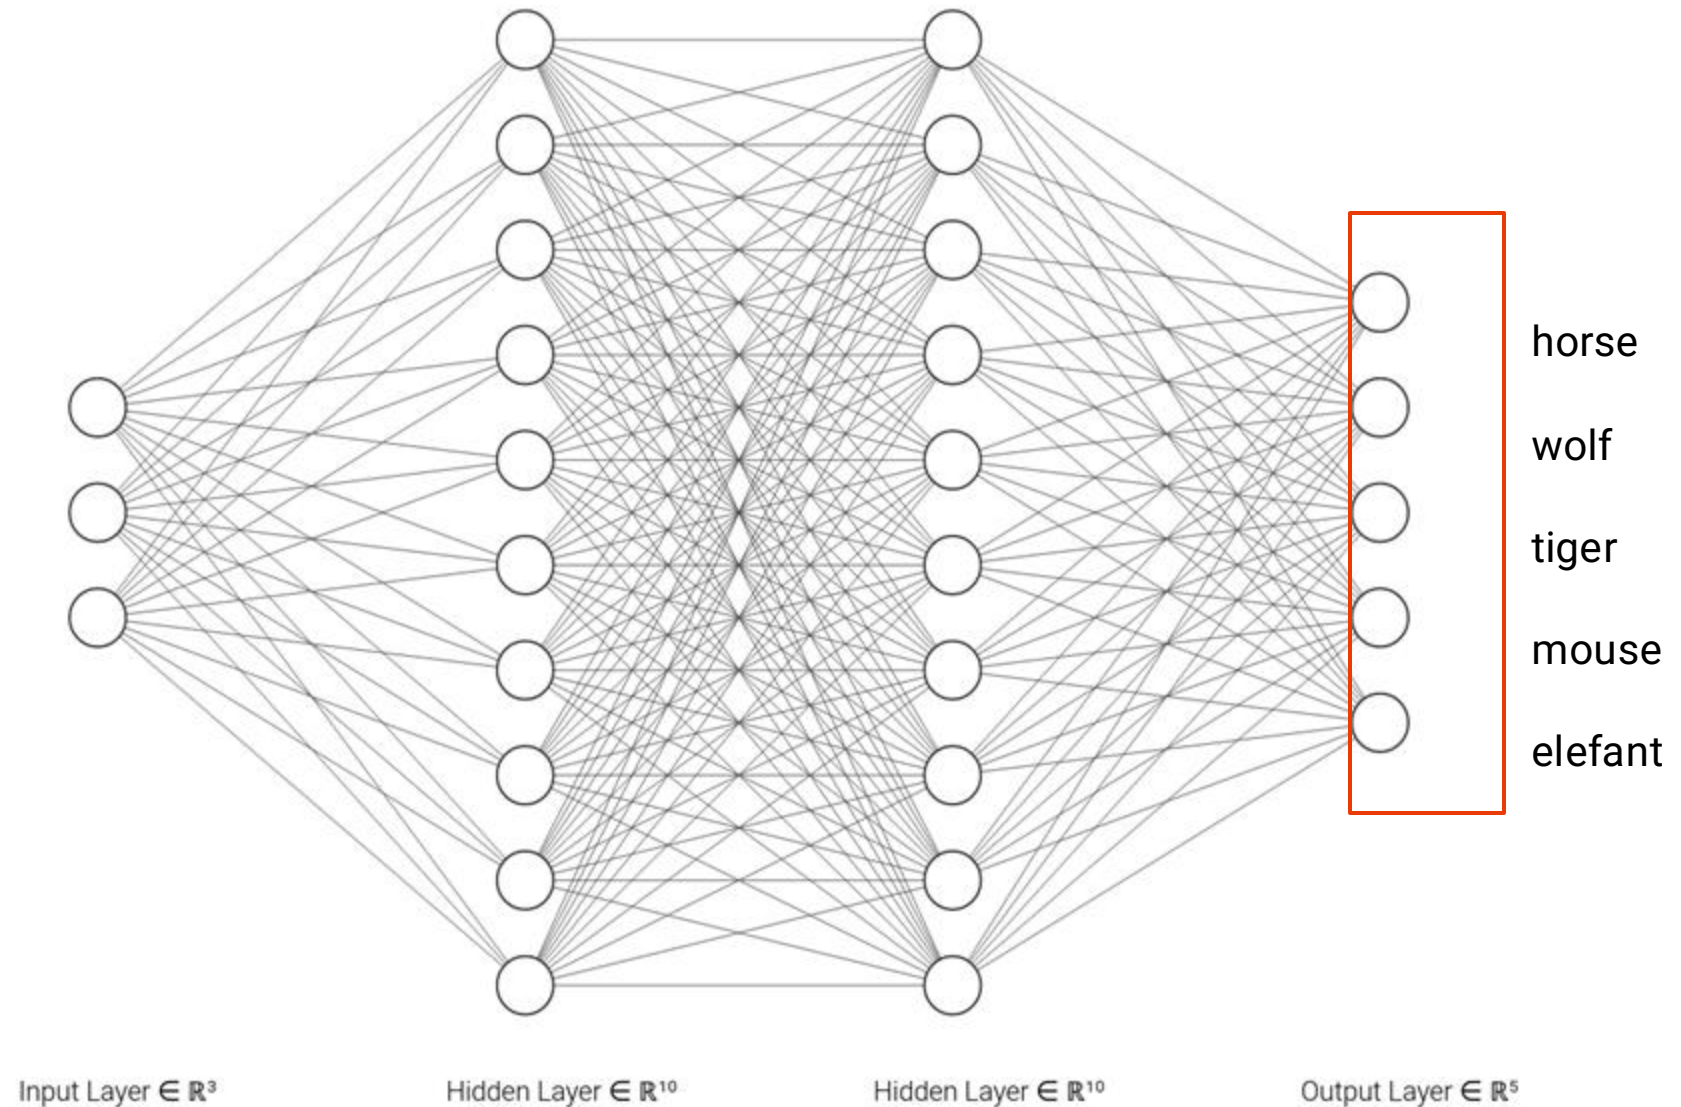 horse
wolf
tiger
mouse
elefant
Input Layer ∈ ℝ³
Hidden Layer ∈ ℝ¹⁰
Hidden Layer ∈ ℝ¹⁰
Output Layer ∈ ℝ⁵